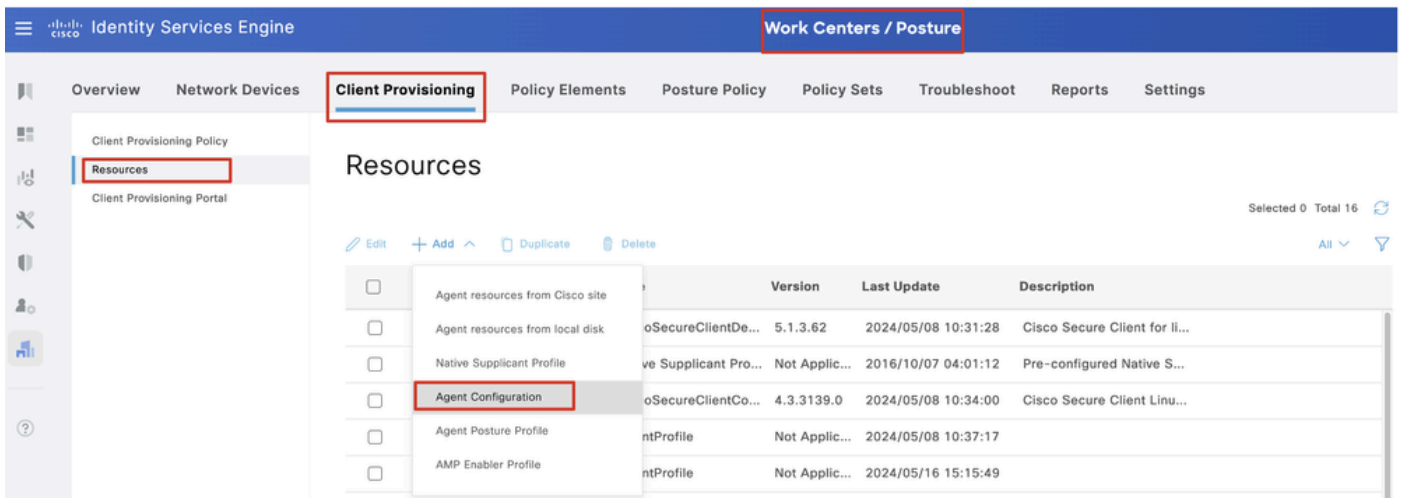 cisco Identity Services Engine Work Centers / Posture
Overview Network Devices Client Provisioning Policy Elements Posture Policy Policy Sets Troubleshoot Reports Settings
Client Provisioning Policy
Resources
Client Provisioning Portal
Resources
Selected 0 Total 16
Edit Add Duplicate Delete All
Version Last Update Description
Agent resources from Cisco site
Agent resources from local disk
Native Supplicant Profile
Agent Configuration
Agent Posture Profile
AMP Enabler Profile
oSecureClientDe... 5.1.3.62 2024/05/08 10:31:28 Cisco Secure Client for li...
ve Supplicant Pro... Not Applic... 2016/10/07 04:01:12 Pre-configured Native S...
oSecureClientCo... 4.3.3139.0 2024/05/08 10:34:00 Cisco Secure Client Linu...
ntProfile Not Applic... 2024/05/08 10:37:17
ntProfile Not Applic... 2024/05/16 15:15:49